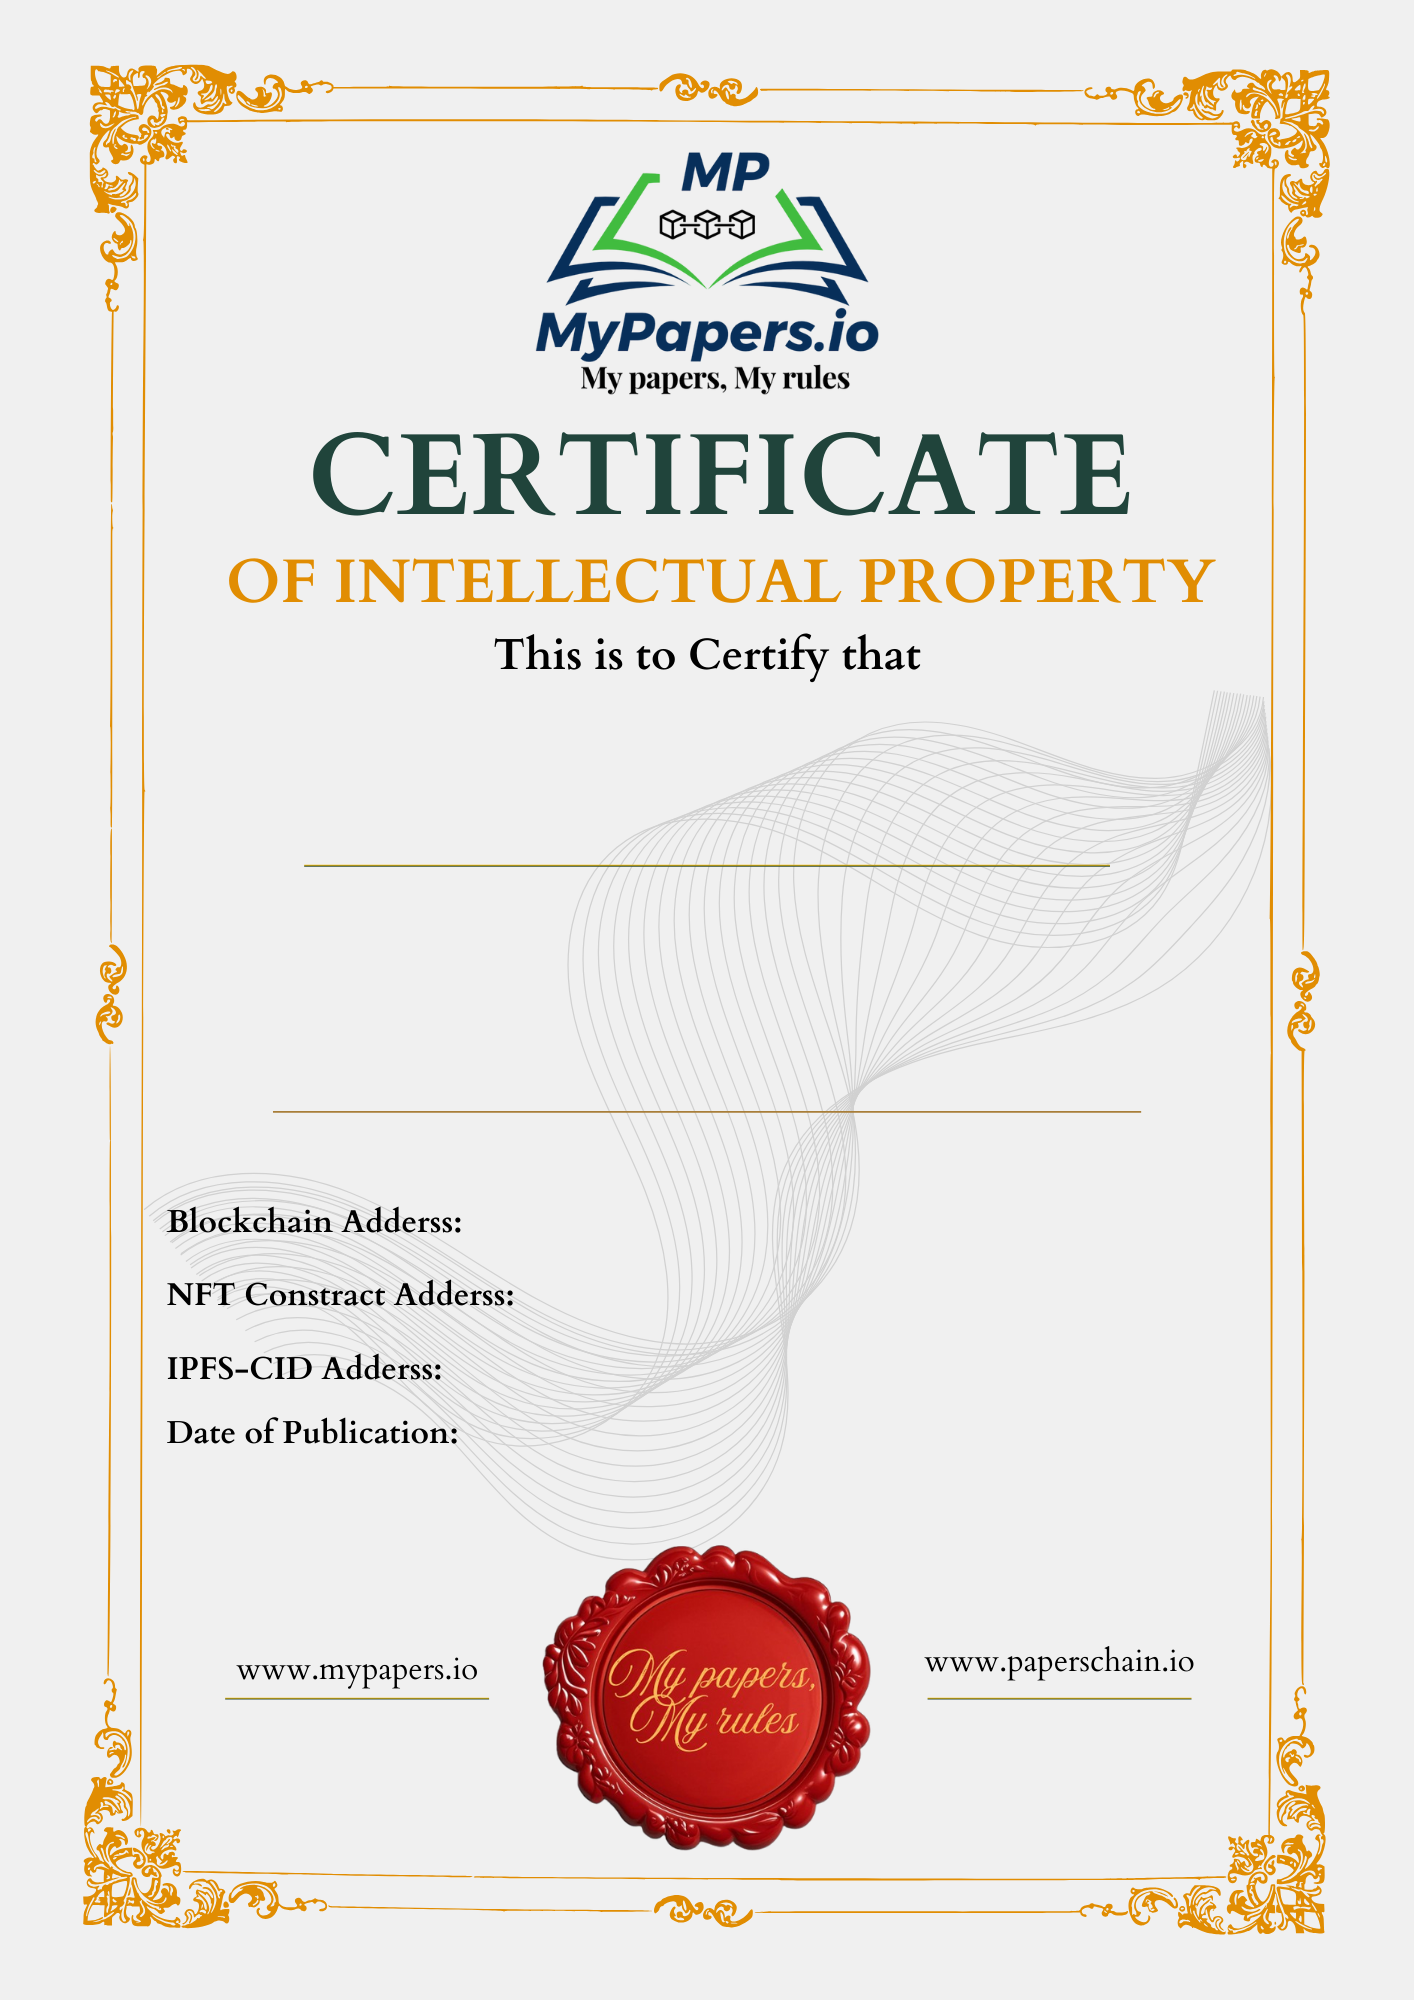 MP
MyPapers.io
My papers, My rules
CERTIFICATE
OF INTELLECTUAL PROPERTY
This is to Certify that
Blockchain Adderss:
NFT Constract Adderss:
IPFS-CID Adderss:
Date of Publication:
www.mypapers.io
My papers,
My rules
www.paperschain.io